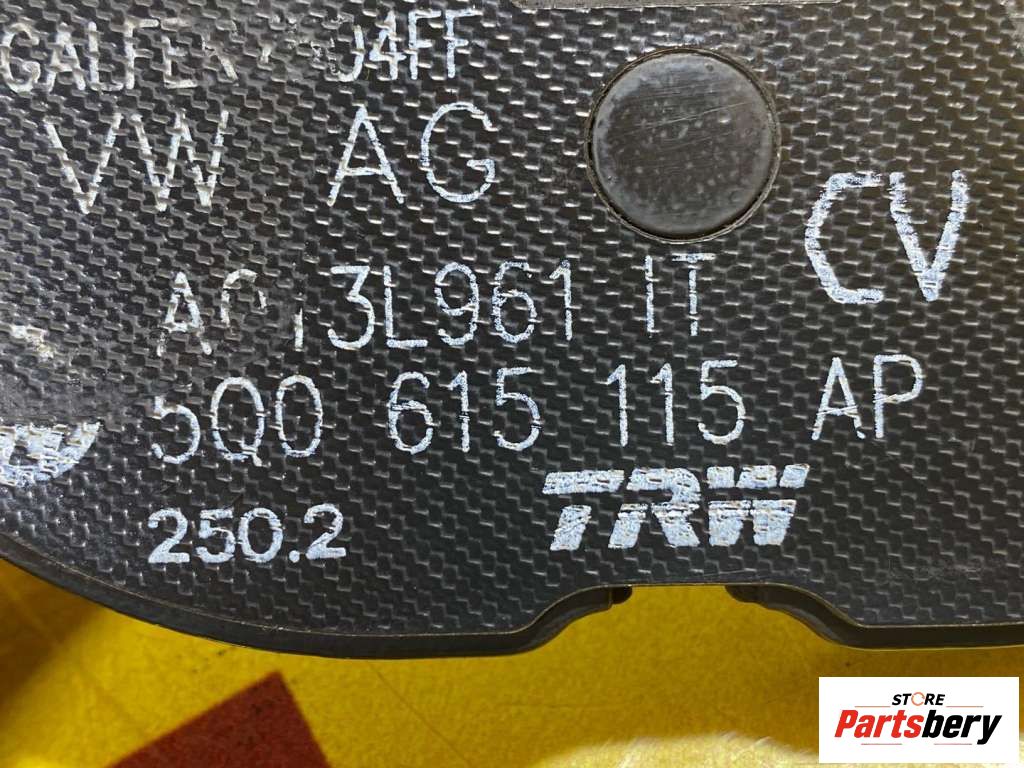 VW AG
CV
3L961 IT
5Q0 615 115 AP
250.2
TRW
STORE
Partsbery